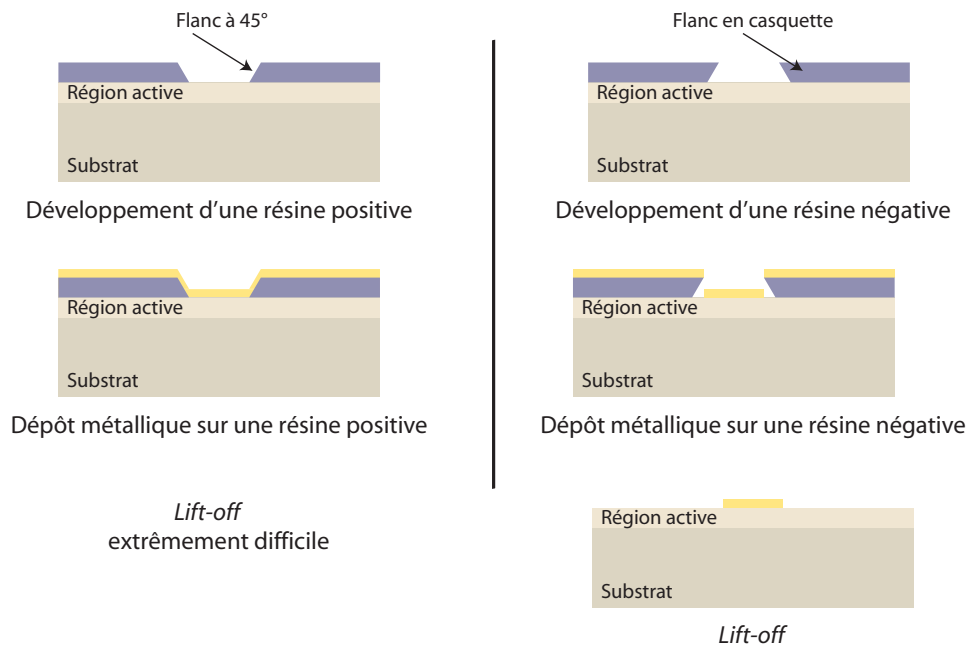 Flanc à 45°
Région active
Substrat
Développement d'une résine positive
Région active
Substrat
Dépôt métallique sur une résine positive
Lift-off
extrêmement difficile
Flanc en casquette
Région active
Substrat
Développement d'une résine négative
Région active
Substrat
Dépôt métallique sur une résine négative
Région active
Substrat
Lift-off